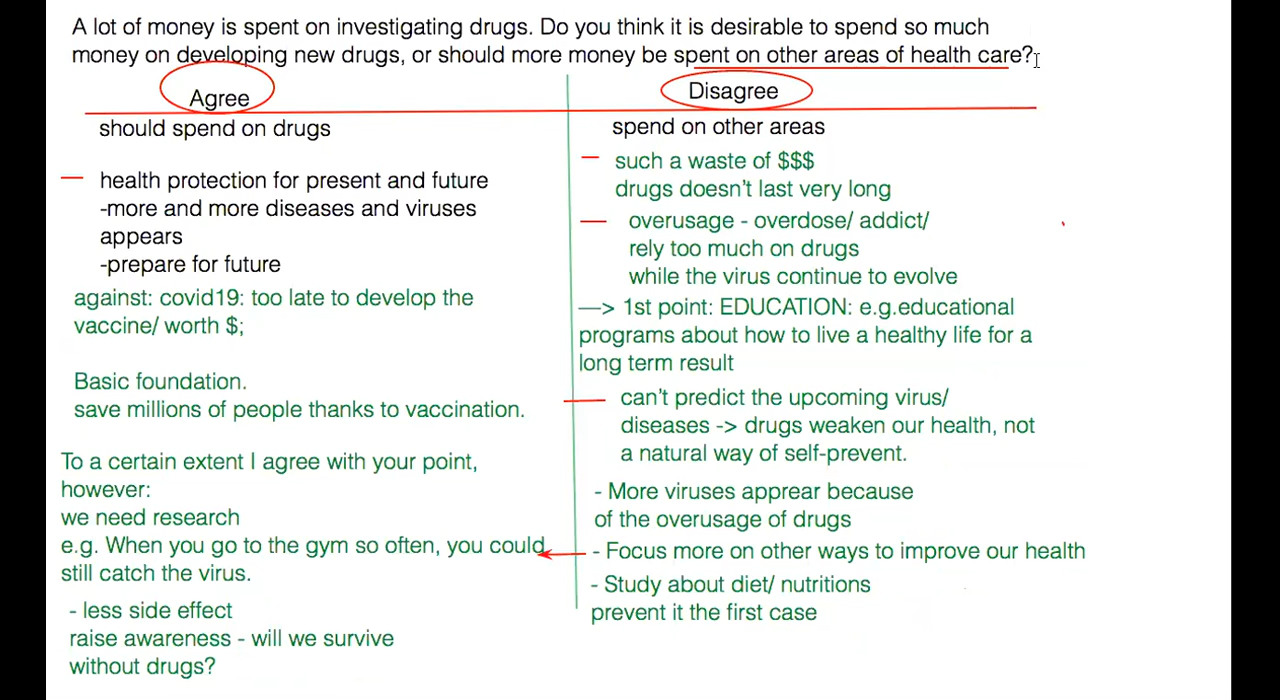 A lot of money is spent on investigating drugs. Do you think it is desirable to spend so much
money on developing new drugs, or should more money be spent on other areas of health care?
Agree
should spend on drugs
health protection for present and future
-more and more diseases and viruses
appears
-prepare for future
against: covid19: too late to develop the
vaccine/ worth $;
Basic foundation.
save millions of people thanks to vaccination.
To a certain extent I agree with your point,
however:
we need research
e.g. When you go to the gym so often, you could
still catch the virus.
- less side effect
raise awareness - will we survive
without drugs?
Disagree
spend on other areas
such a waste of $$$
drugs doesn't last very long
overusage - overdose/ addict/
rely too much on drugs
while the virus continue to evolve
—> 1st point: EDUCATION: e.g.educational
programs about how to live a healthy life for a
long term result
can't predict the upcoming virus/
diseases -> drugs weaken our health, not
a natural way of self-prevent.
- More viruses apprear because
of the overusage of drugs
- Focus more on other ways to improve our health
- Study about diet/ nutritions
prevent it the first case